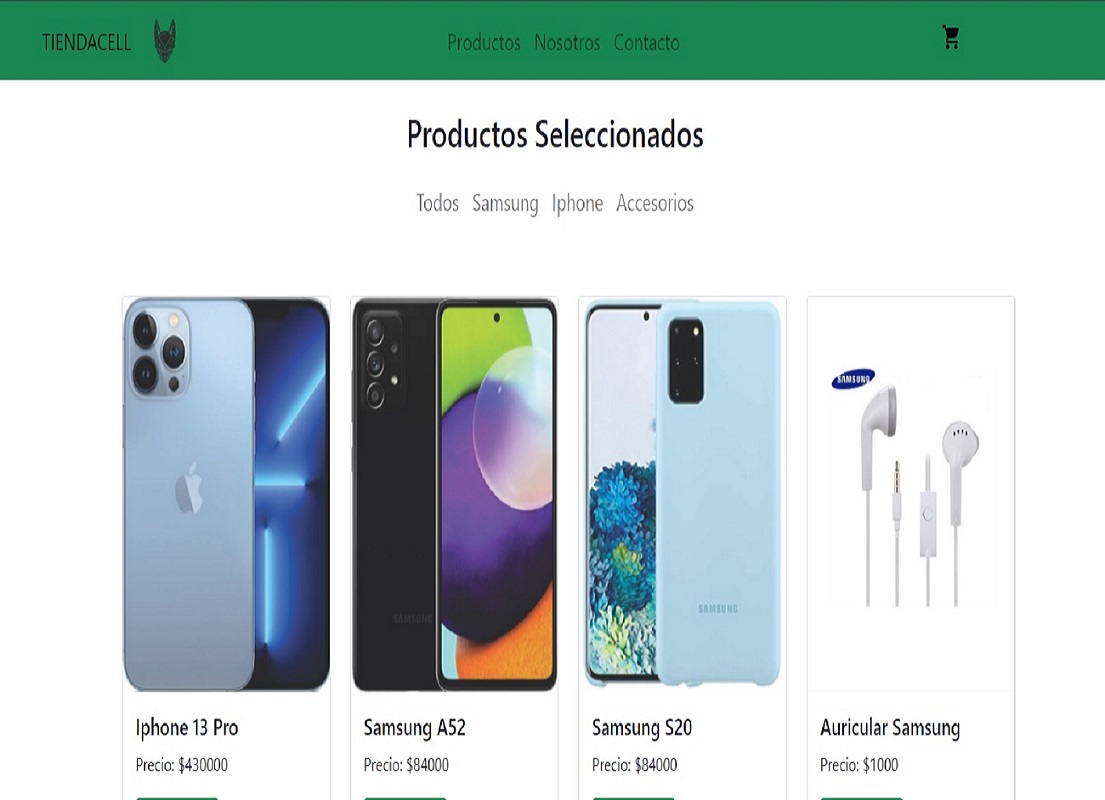 TIENDACELL
Productos Nosotros Contacto
Productos Seleccionados
Todos Samsung Iphone Accesorios
SAMSUNG
SAMSUNG
SAMSUNG
Iphone 13 Pro
Precio: $430000
Samsung A52
Precio: $84000
Samsung S20
Precio: $84000
Auricular Samsung
Precio: $1000